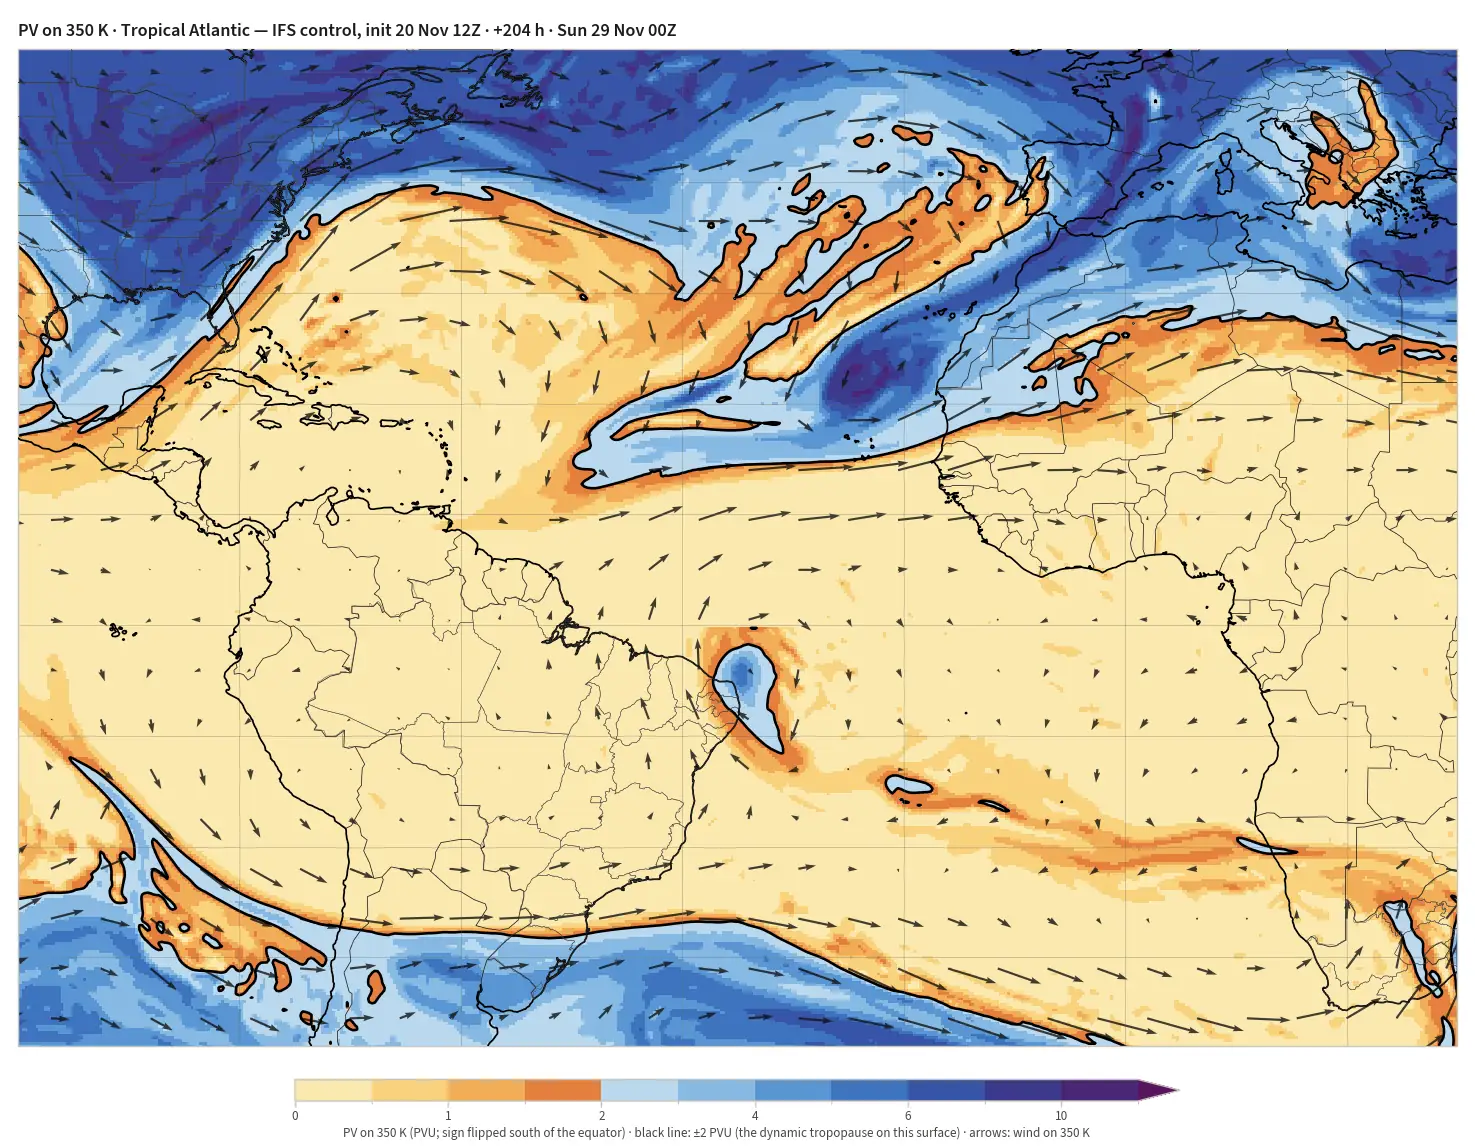 PV on 350 K · Tropical Atlantic — IFS control, init 20 Nov 12Z · +204 h · Sun 29 Nov 00Z
0 1 2 4 6 10
PV on 350 K (PVU; sign flipped south of the equator) · black line: ±2 PVU (the dynamic tropopause on this surface) · arrows: wind on 350 K